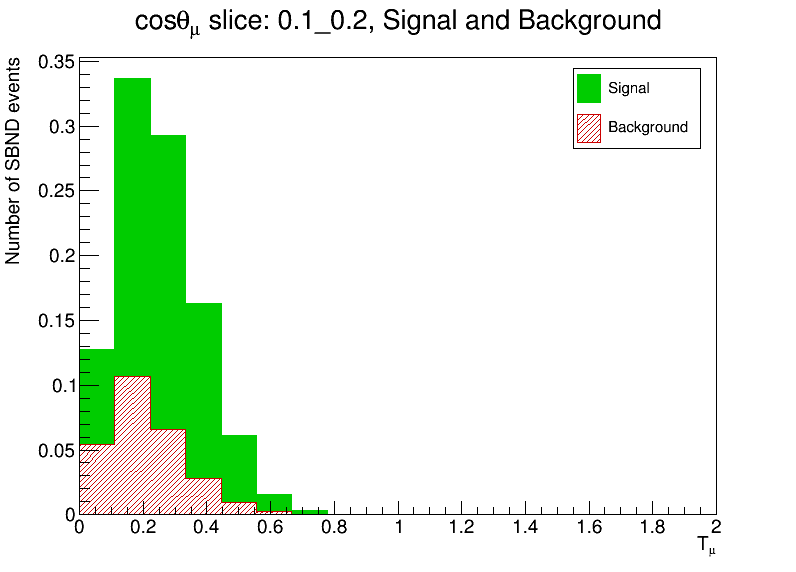 cosθμ slice: 0.1_0.2, Signal and Background
Number of SBND events
0.35
0.3
0.25
0.2
0.15
0.1
0.05
0
Signal
Background
0 0.2 0.4 0.6 0.8 1 1.2 1.4 1.6 1.8 2
Tμ